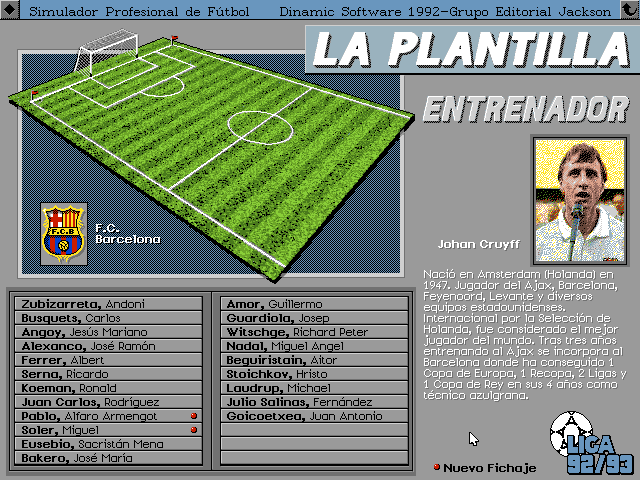 Simulador Profesional de Fútbol Dinamic Software 1992-Grupo Editorial Jackson
LA PLANTILLA
ENTRENADOR
F.C.B
F.C.
Barcelona
Johan Cruyff
Nació en Amsterdam (Holanda) en
1947. Jugador del Ajax, Barcelona,
Feyenoord, Levante y diversos
equipos estadounidenses.
Internacional por la Selección de
Holanda, fue considerado el mejor
jugador del mundo. Tras tres años
entrenando al Ajax se incorpora al
Barcelona donde ha conseguido 1
Copa de Europa, 1 Recopa, 2 Ligas y
1 Copa de Rey en sus 4 años como
técnico azulgrana.
Zubizarreta, Andoni
Busquets, Carlos
Angoy, Jesús Mariano
Alexanco, José Ramón
Ferrer, Albert
Serna, Ricardo
Koeman, Ronald
Juan Carlos, Rodríguez
Pablo, Alfaro Armengot
Soler, Miguel
Eusebio, Sacristán Mena
Bakero, José María
Amor, Guillermo
Guardiola, Josep
Witschge, Richard Peter
Nadal, Miguel Angel
Beguiristain, Aitor
Stoichkov, Hristo
Laudrup, Michael
Julio Salinas, Fernández
Goicoetxea, Juan Antonio
Nuevo Fichaje
LIGA
92/93